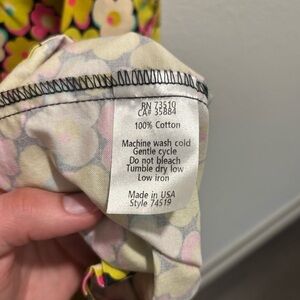 RN 73510
CA# 35884
100% Cotton
Machine wash cold
Gentle cycle
Do not bleach
Tumble dry low
Low iron
Made in USA
Style 74519